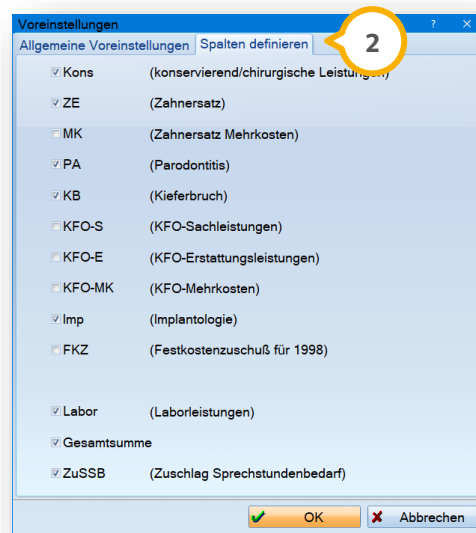 Voreinstellungen ? ×
Allgemeine Voreinstellungen Spalten definieren 2
Kons (konservierend/chirurgische Leistungen)
ZE (Zahnersatz)
MK (Zahnersatz Mehrkosten)
PA (Parodontitis)
KB (Kieferbruch)
KFO-S (KFO-Sachleistungen)
KFO-E (KFO-Erstattungsleistungen)
KFO-MK (KFO-Mehrkosten)
Imp (Implantologie)
FKZ (Festkostenzuschuß für 1998)
Labor (Laborleistungen)
Gesamtsumme
ZuSSB (Zuschlag Sprechstundenbedarf)
OK Abbrechen